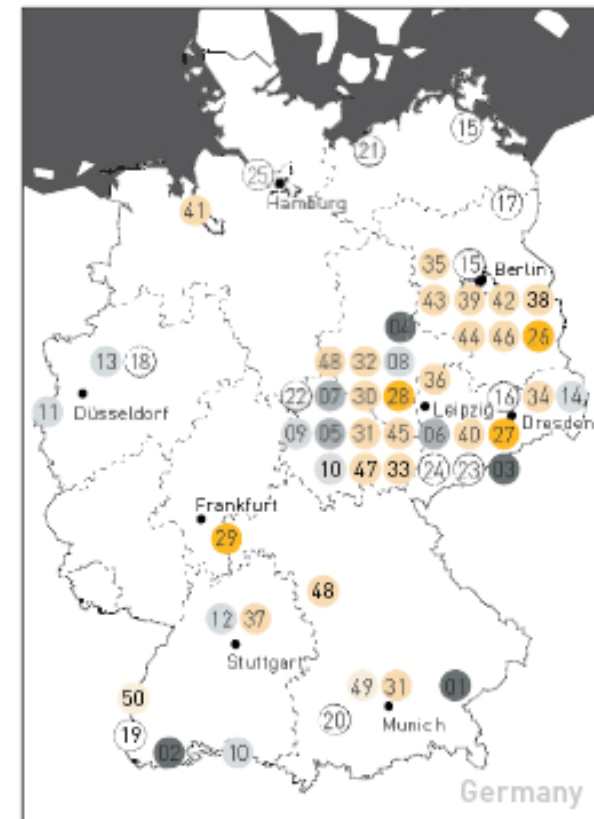 15
21
25
Hamburg
17
41
35 15 Berlin
43 39 42 38
04
44 46 26
13 18
48 32 08
36
11
Düsseldorf
22 07 30 28
16 34 14
Leipzig
Dresden
09 05 31 45 06 40 27
10 47 33 24 23 03
Frankfurt
29
48
12 37
Stuttgart
50
49 31 01
20
Munich
19
02 10
Germany